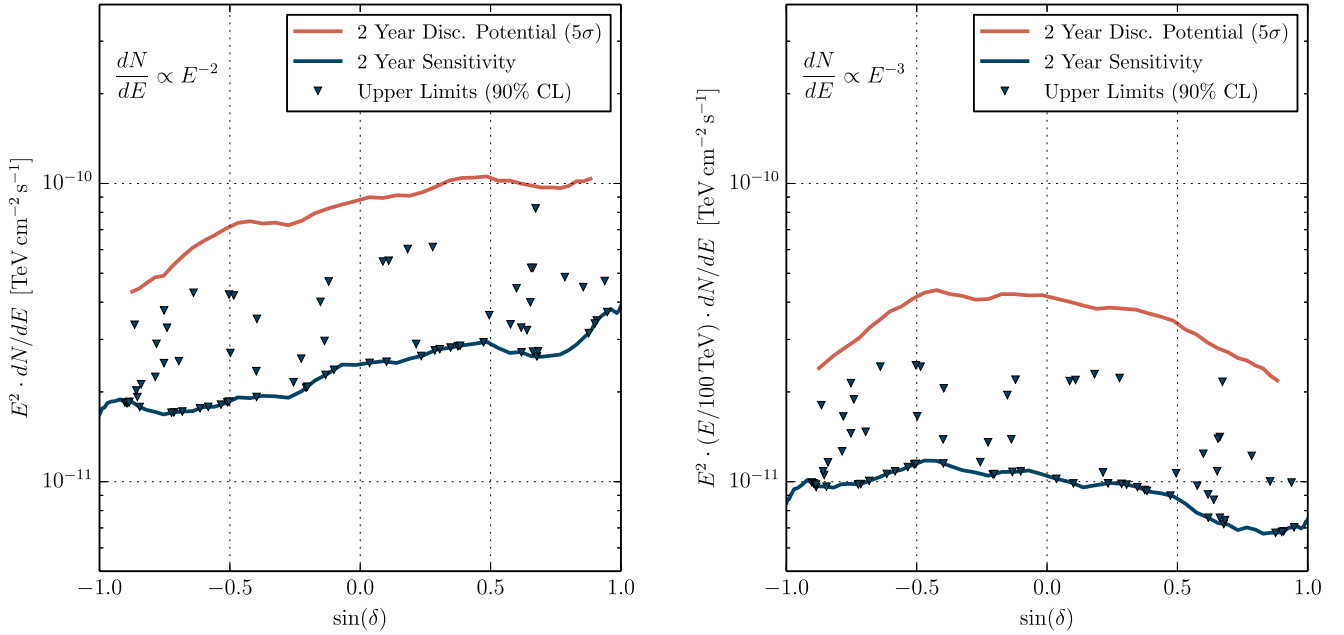 2 Year Disc. Potential (5σ)
2 Year Sensitivity
Upper Limits (90% CL)
dN/dE ∝ E⁻²
10⁻¹⁰
10⁻¹¹
E² · dN/dE [TeV cm⁻² s⁻¹]
−1.0 −0.5 0.0 0.5 1.0
sin(δ)
2 Year Disc. Potential (5σ)
2 Year Sensitivity
Upper Limits (90% CL)
dN/dE ∝ E⁻³
10⁻¹⁰
10⁻¹¹
E² · (E/100 TeV) · dN/dE [TeV cm⁻² s⁻¹]
−1.0 −0.5 0.0 0.5 1.0
sin(δ)